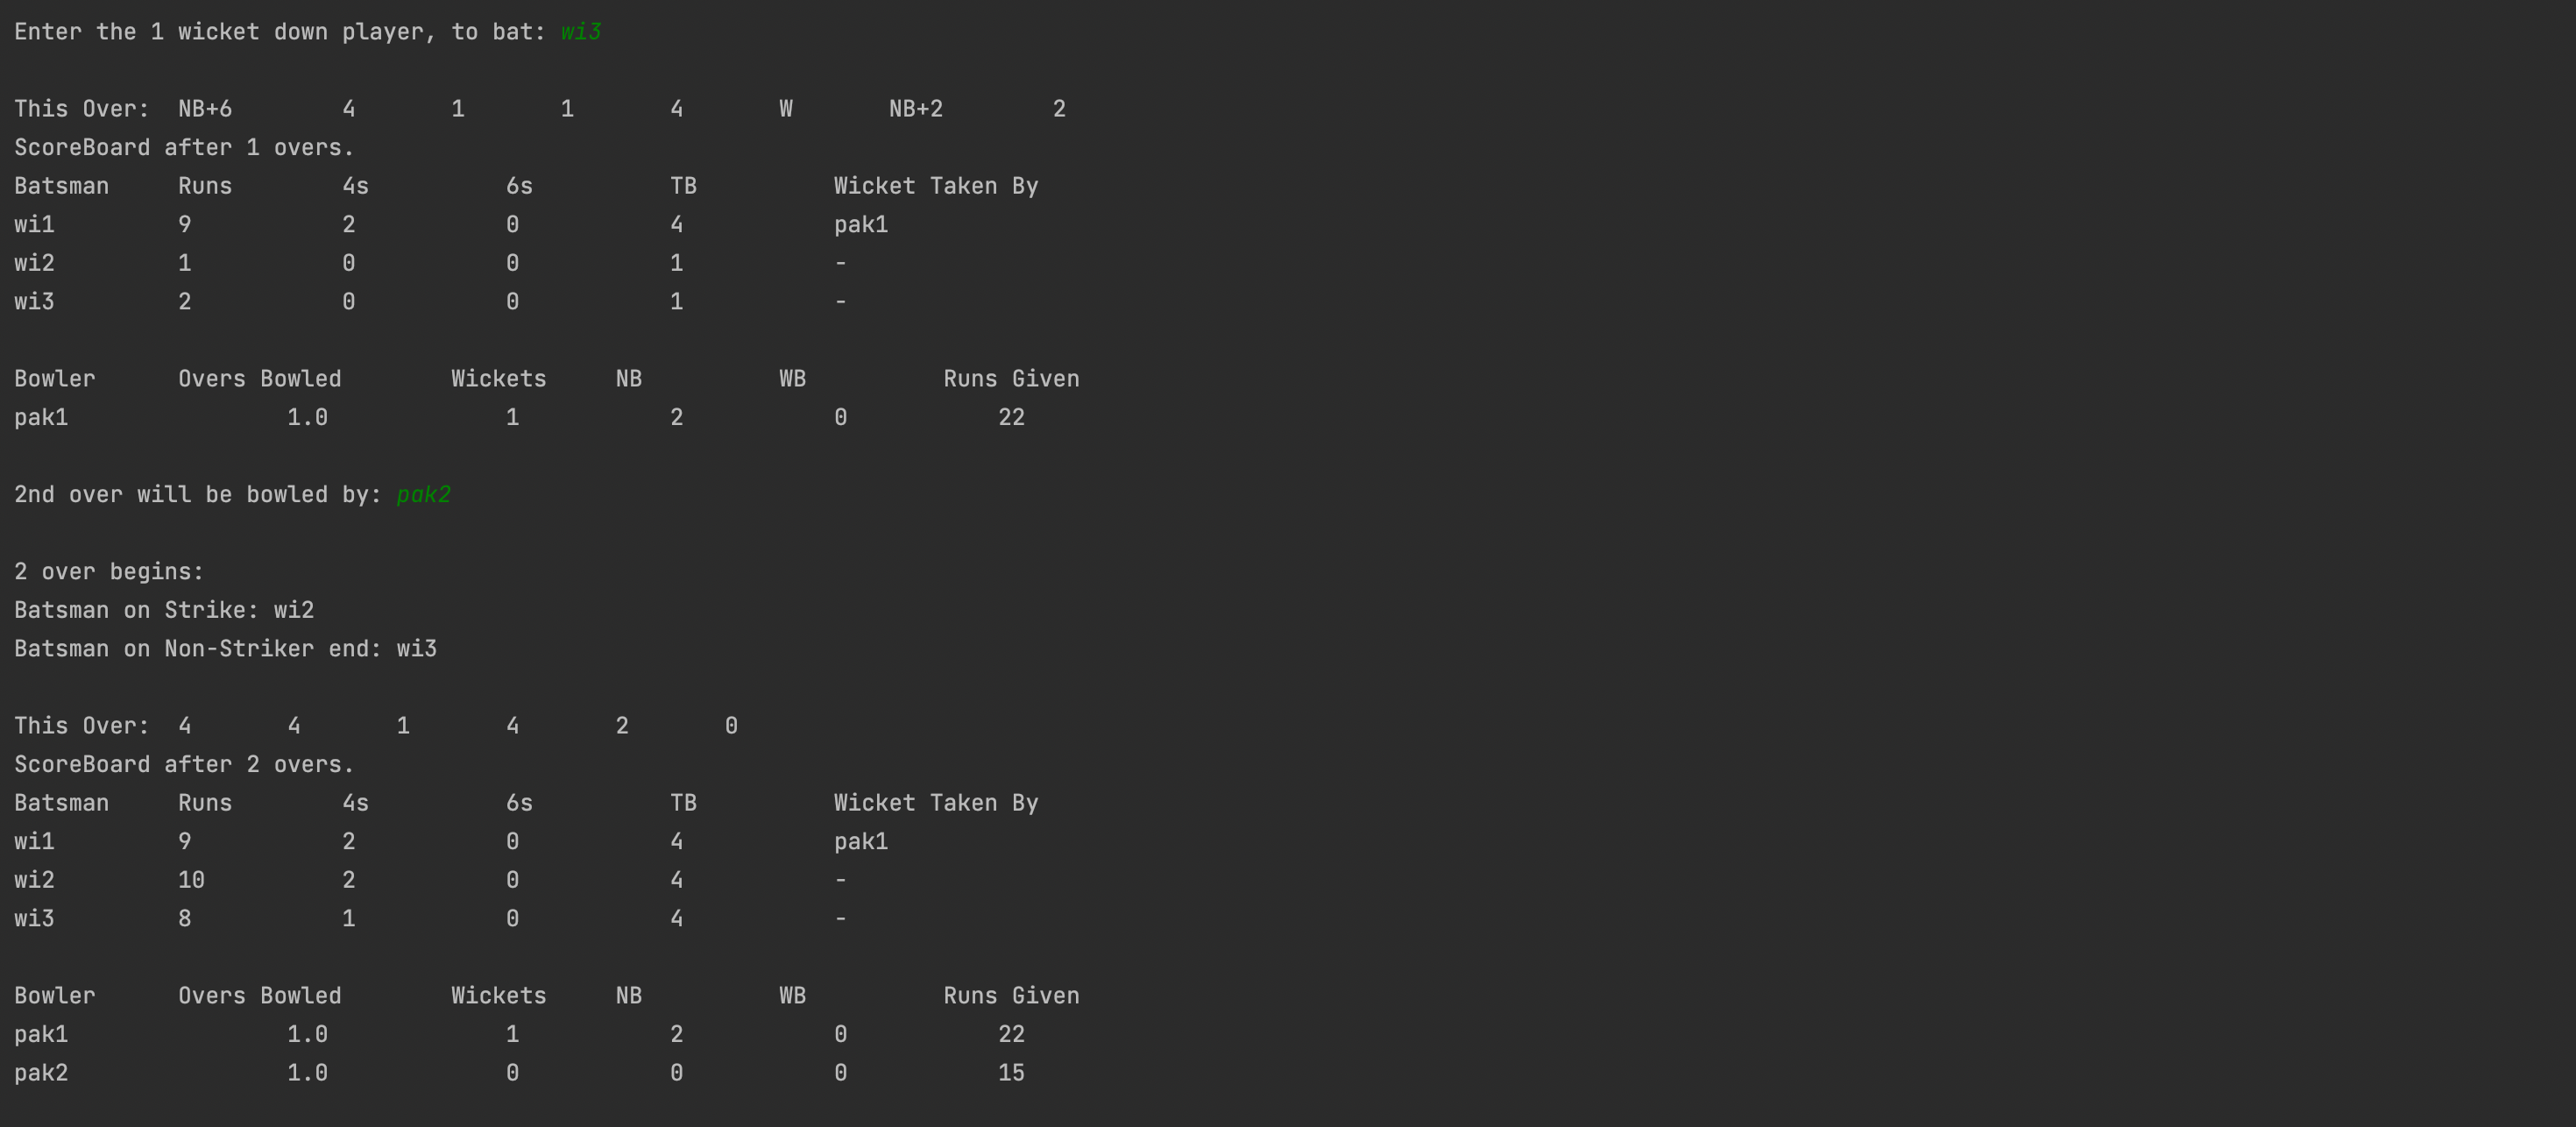 Enter the 1 wicket down player, to bat: wi3
This Over:  NB+6        4       1       1       4       W       NB+2        2
ScoreBoard after 1 overs.
Batsman     Runs        4s          6s          TB          Wicket Taken By
wi1         9           2           0           4           pak1
wi2         1           0           0           1           -
wi3         2           0           0           1           -
Bowler      Overs Bowled        Wickets     NB          WB          Runs Given
pak1                1.0             1           2           0           22
2nd over will be bowled by: pak2
2 over begins:
Batsman on Strike: wi2
Batsman on Non-Striker end: wi3
This Over:  4       4       1       4       2       0
ScoreBoard after 2 overs.
Batsman     Runs        4s          6s          TB          Wicket Taken By
wi1         9           2           0           4           pak1
wi2         10          2           0           4           -
wi3         8           1           0           4           -
Bowler      Overs Bowled        Wickets     NB          WB          Runs Given
pak1                1.0             1           2           0           22
pak2                1.0             0           0           0           15